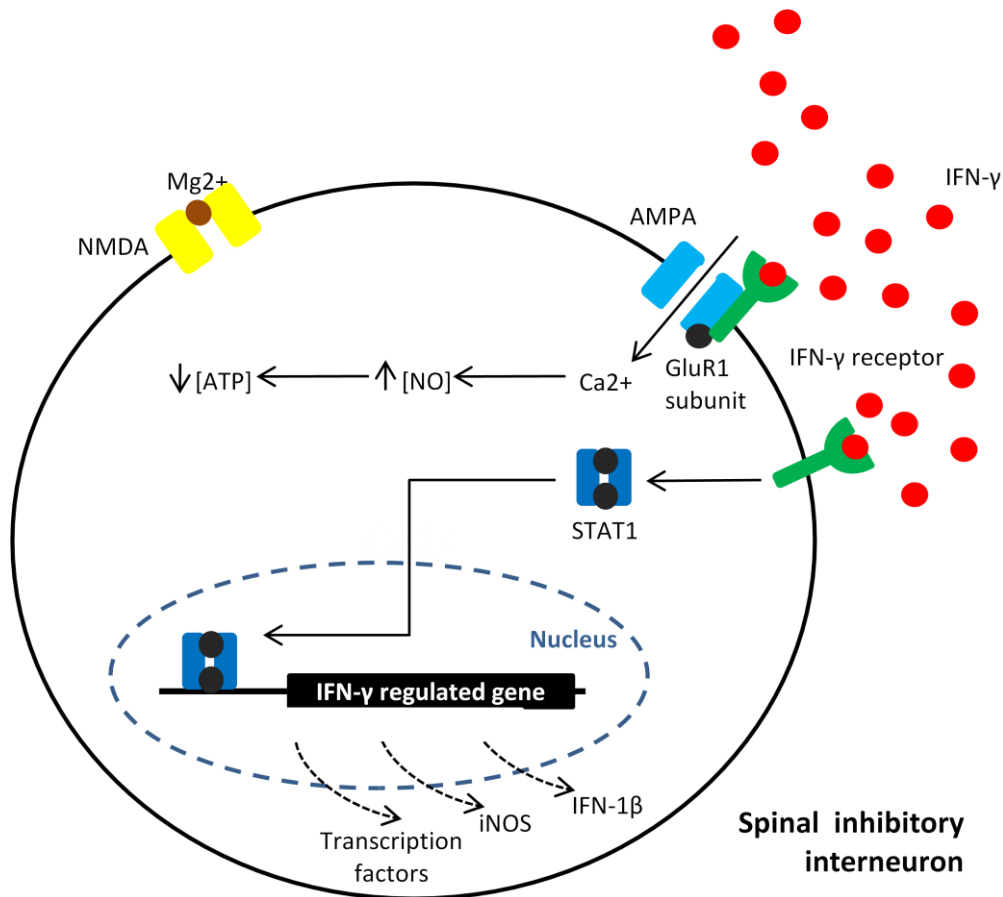 Mg2+
NMDA
AMPA
IFN-γ
IFN-γ receptor
GluR1
subunit
Ca2+
[NO]
[ATP]
STAT1
Nucleus
IFN-γ regulated gene
Transcription
factors
iNOS
IFN-1β
Spinal inhibitory
interneuron